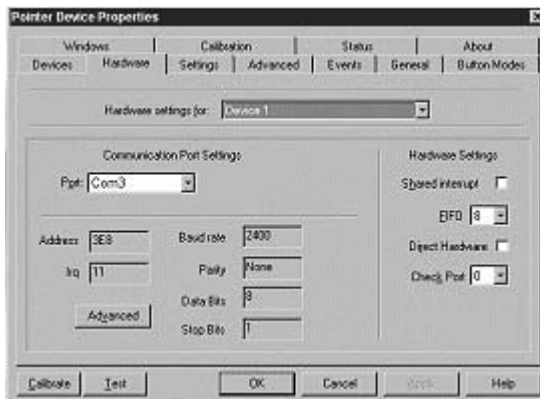 Pointer Device Properties
Windows Calibration Status About
Devices Hardware Settings Advanced Events General Button Modes
Hardware settings for: Device 1
Communication Port Settings Hardware Settings
Port: Com3 Shared interrupt
FIFO 8
Address 3E8 Baud rate 2400
Direct Hardware
Irq 11 Parity None
Check Port 0
Data Bits 8
Advanced
Stop Bits 1
Calibrate Test OK Cancel Apply Help